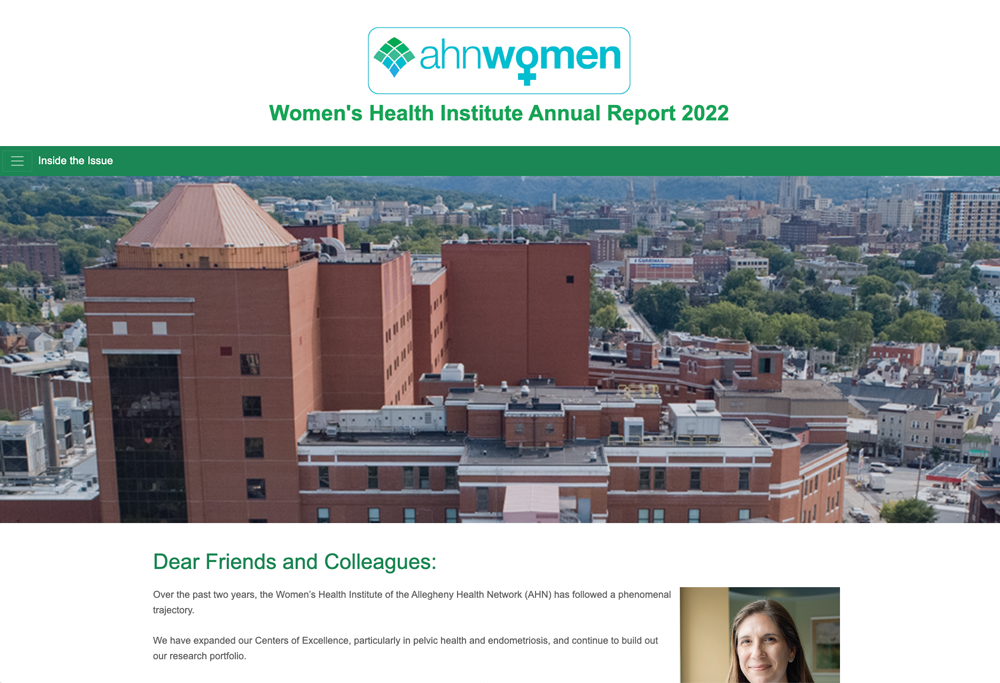 ahnwomen
Women's Health Institute Annual Report 2022
Inside the Issue
Dear Friends and Colleagues:
Over the past two years, the Women's Health Institute of the Allegheny Health Network (AHN) has followed a phenomenal
trajectory.
We have expanded our Centers of Excellence, particularly in pelvic health and endometriosis, and continue to build out
our research portfolio.